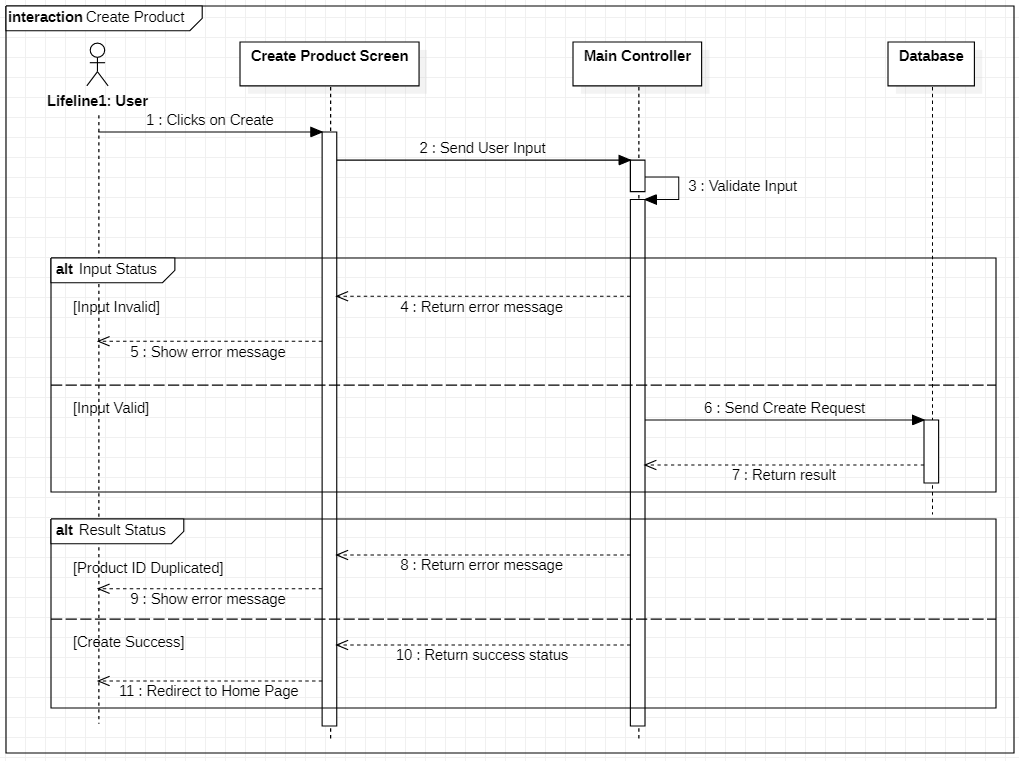 interaction Create Product
Create Product Screen
Main Controller
Database
Lifeline1: User
1 : Clicks on Create
2 : Send User Input
3 : Validate Input
alt Input Status
[Input Invalid]
4 : Return error message
5 : Show error message
[Input Valid]
6 : Send Create Request
7 : Return result
alt Result Status
8 : Return error message
[Product ID Duplicated]
9 : Show error message
[Create Success]
10 : Return success status
11 : Redirect to Home Page